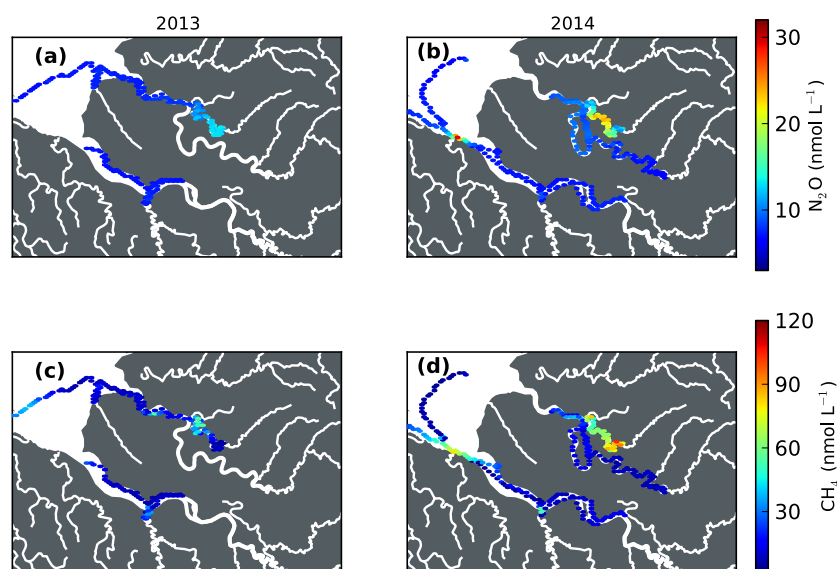 2013
2014
(a)
(b)
30
20
10
N₂O (nmol L⁻¹)
(c)
(d)
120
90
60
30
CH₄ (nmol L⁻¹)